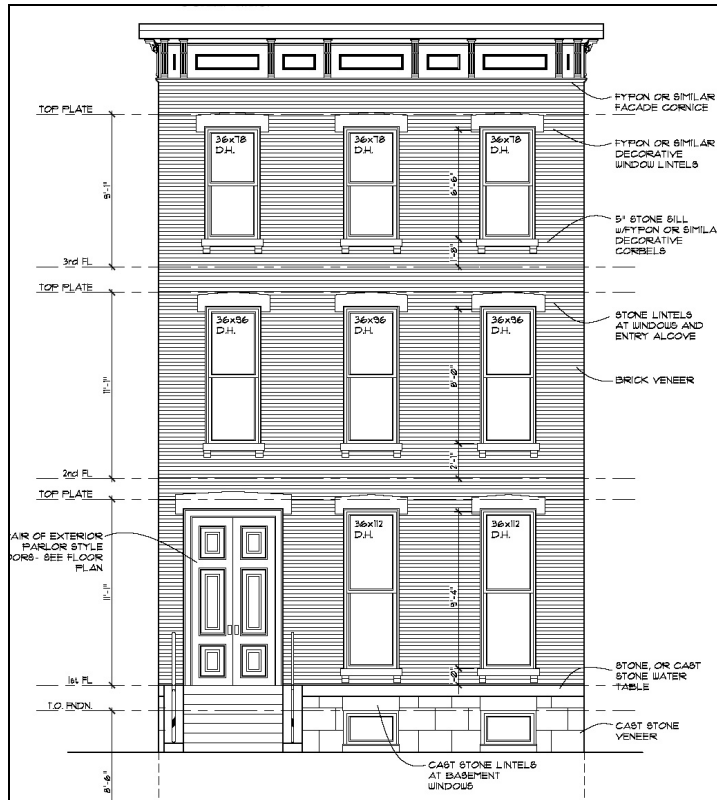 FYPON OR SIMILAR
FACADE CORNICE
TOP PLATE
36x78
D.H.
36x78
D.H.
36x78
D.H.
FYPON OR SIMILAR
DECORATIVE
WINDOW LINTELS
9'-1"
6'-6"
5" STONE SILL
W/FYPON OR SIMILA
DECORATIVE
CORBELS
1'-8"
3rd FL
TOP PLATE
36x96
D.H.
36x96
D.H.
36x96
D.H.
STONE LINTELS
AT WINDOWS AND
ENTRY ALCOVE
11'-1"
8'-0"
BRICK VENEER
2'-1"
2nd FL
TOP PLATE
AIR OF EXTERIOR
PARLOR STYLE
OORS- SEE FLOOR
PLAN
36x112
D.H.
36x112
D.H.
11'-1"
9'-4"
1st FL
STONE, OR CAST
STONE WATER
TABLE
T.O. FNDN.
CAST STONE
VENEER
CAST STONE LINTELS
AT BASEMENT
WINDOWS
8'-6"